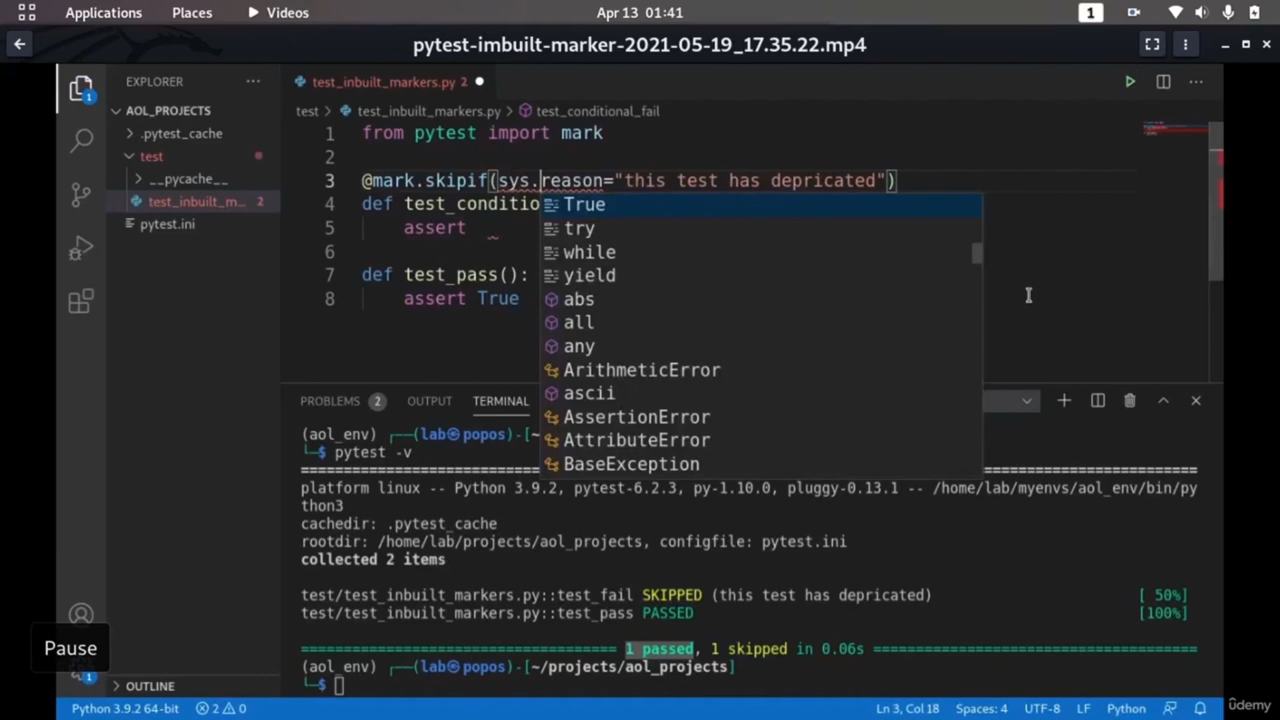 Applications Places Videos Apr 13 01:41 1
pytest-imbuilt-marker-2021-05-19_17.35.22.mp4
EXPLORER
test_inbuilt_markers.py 2
AOL_PROJECTS
test > test_inbuilt_markers.py > test_conditional_fail
1
.pytest_cache
test
__pycache__
test_inbuilt_m... 2
pytest.ini
1 from pytest import mark
2
3 @mark.skipif(sys.reason="this test has depricated")
4 def test_conditio
5 assert
6
7 def test_pass():
8 assert True
True
try
while
yield
abs
all
any
ArithmeticError
ascii
AssertionError
AttributeError
BaseException
PROBLEMS 2 OUTPUT TERMINAL
(aol_env) ┌──(lab㉿popos)-[~
└─$ pytest -v
platform linux -- Python 3.9.2, pytest-6.2.3, py-1.10.0, pluggy-0.13.1 -- /home/lab/myenvs/aol_env/bin/py
thon3
cachedir: .pytest_cache
rootdir: /home/lab/projects/aol_projects, configfile: pytest.ini
collected 2 items
test/test_inbuilt_markers.py::test_fail SKIPPED (this test has depricated) [ 50%]
test/test_inbuilt_markers.py::test_pass PASSED [100%]
1 passed, 1 skipped in 0.06s
(aol_env) ┌──(lab㉿popos)-[~/projects/aol_projects]
└─$
Pause
1
OUTLINE
Python 3.9.2 64-bit 2 0 Ln 3, Col 18 Spaces: 4 UTF-8 LF Python
ûdemy